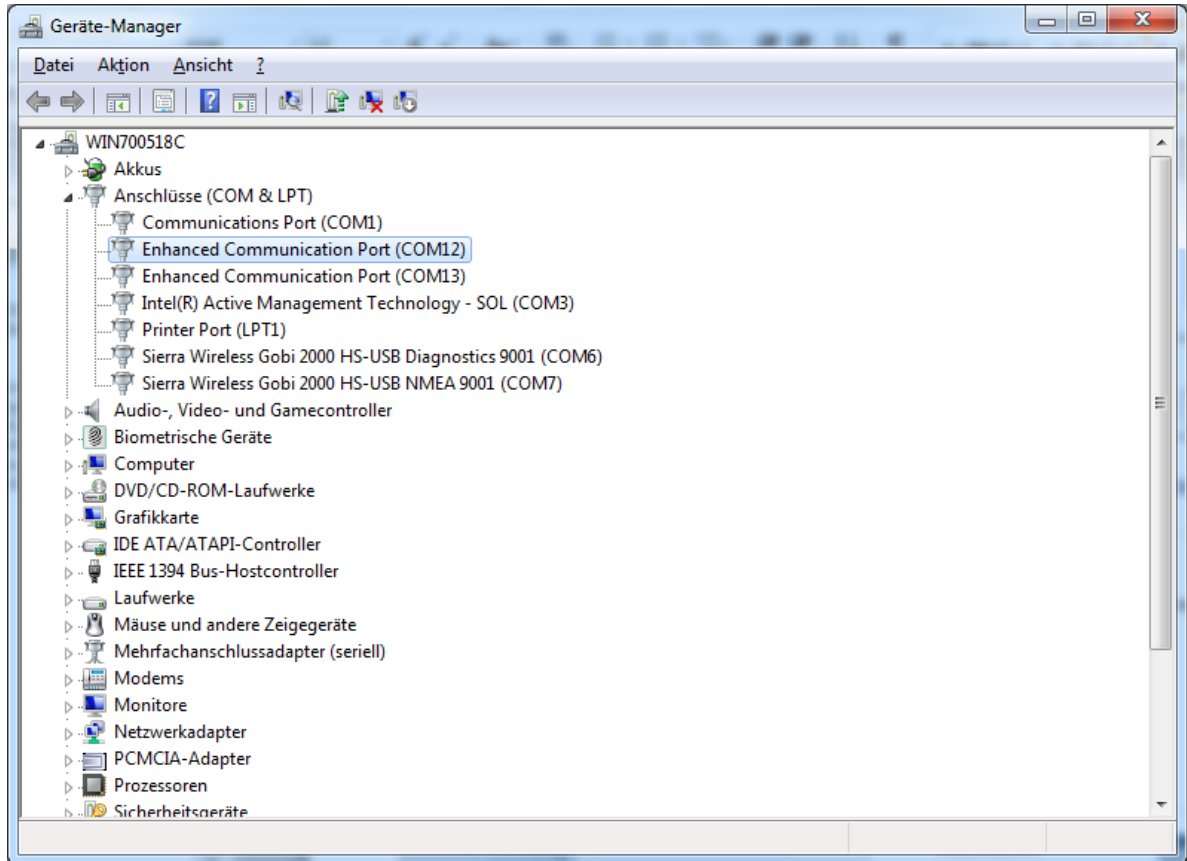 Geräte-Manager
Datei Aktion Ansicht ?
WIN700518C
Akkus
Anschlüsse (COM & LPT)
Communications Port (COM1)
Enhanced Communication Port (COM12)
Enhanced Communication Port (COM13)
Intel(R) Active Management Technology - SOL (COM3)
Printer Port (LPT1)
Sierra Wireless Gobi 2000 HS-USB Diagnostics 9001 (COM6)
Sierra Wireless Gobi 2000 HS-USB NMEA 9001 (COM7)
Audio-, Video- und Gamecontroller
Biometrische Geräte
Computer
DVD/CD-ROM-Laufwerke
Grafikkarte
IDE ATA/ATAPI-Controller
IEEE 1394 Bus-Hostcontroller
Laufwerke
Mäuse und andere Zeigegeräte
Mehrfachanschlussadapter (seriell)
Modems
Monitore
Netzwerkadapter
PCMCIA-Adapter
Prozessoren
Sicherheitsgeräte